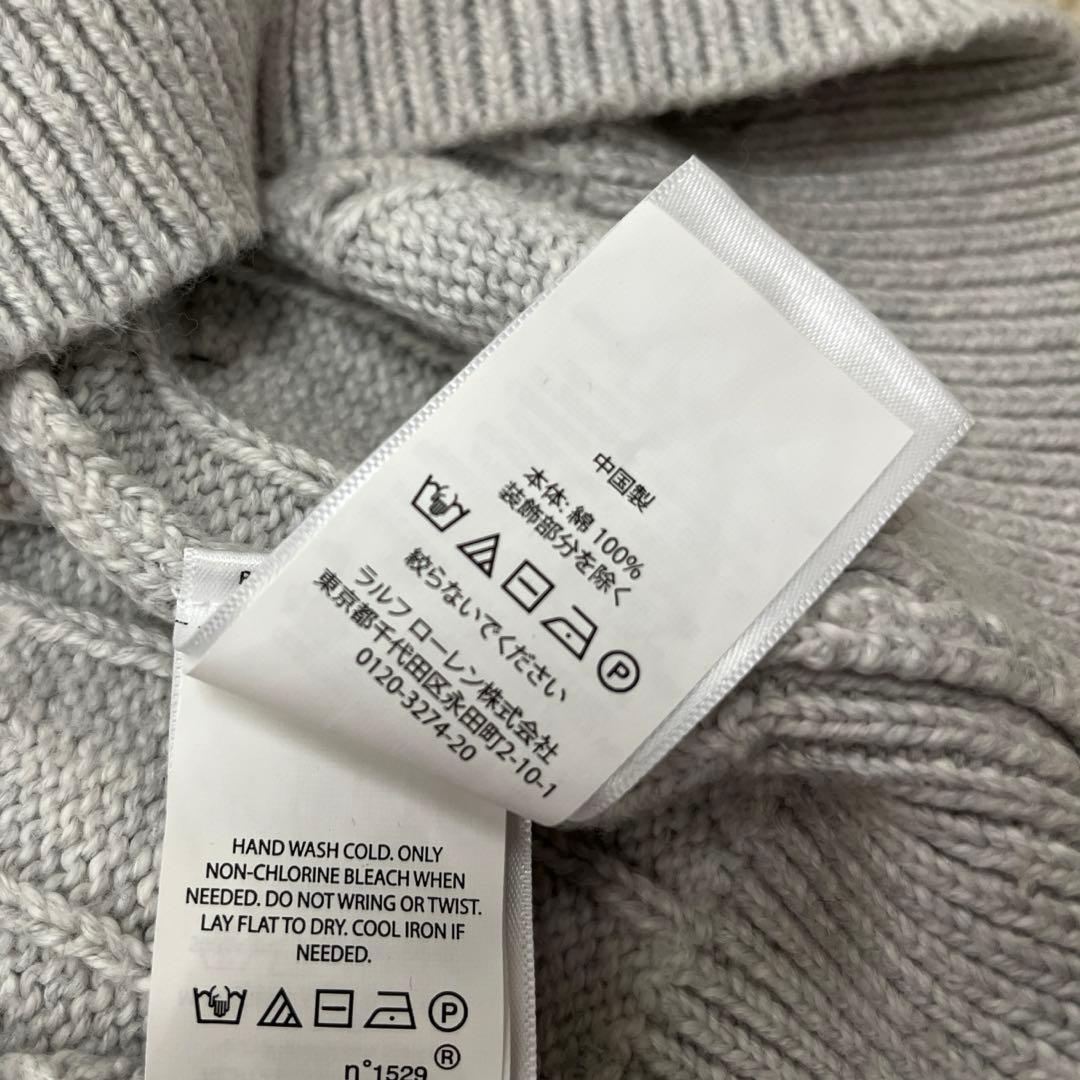 中国製
本体: 綿 100%
装飾部分を除く
絞らないでください
ラルフ ローレン株式会社
東京都千代田区永田町2-10-1
0120-3274-20
HAND WASH COLD. ONLY
NON-CHLORINE BLEACH WHEN
NEEDED. DO NOT WRING OR TWIST.
LAY FLAT TO DRY. COOL IRON IF
NEEDED.
P
P
®
n°1529